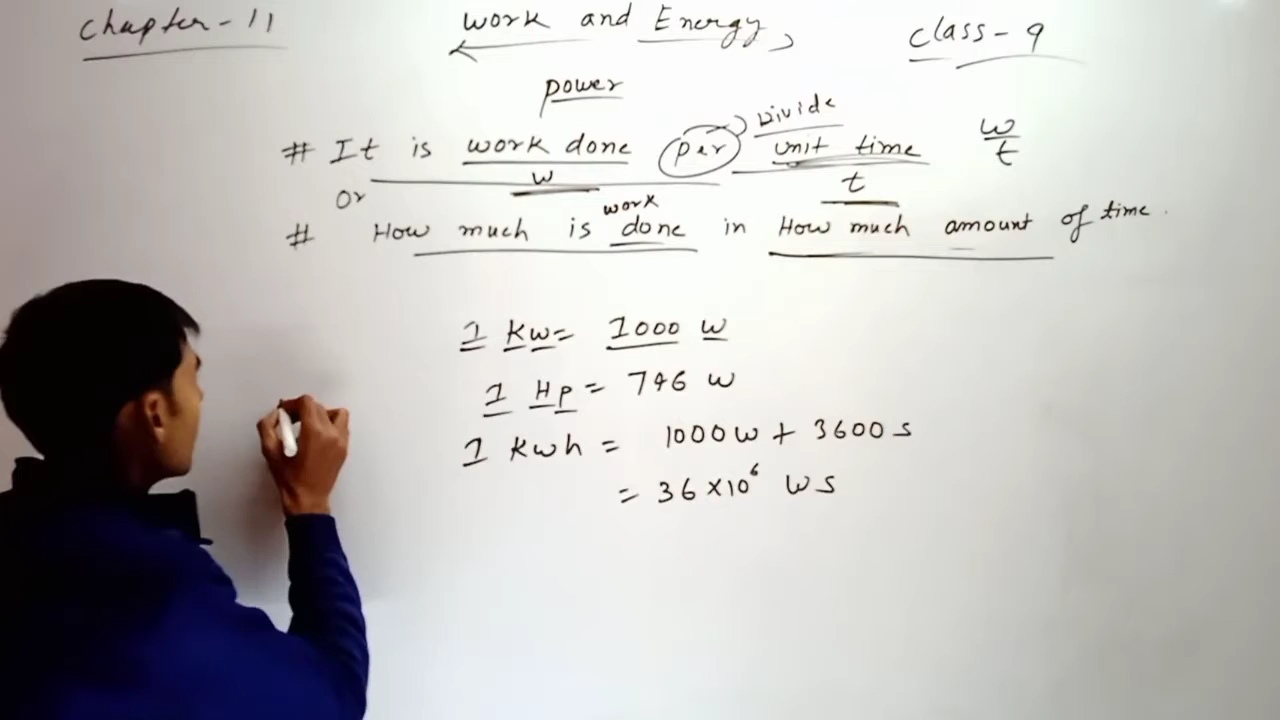 Chapter-11
Work and Energy
Class-9
power
Divide
# It is work done per unit time w/t
w t
Or
work
# How much is done in How much amount of time.
1 Kw = 1000 w
1 Hp = 746 w
1 Kwh = 1000w + 3600 s
= 36×10⁶ ws